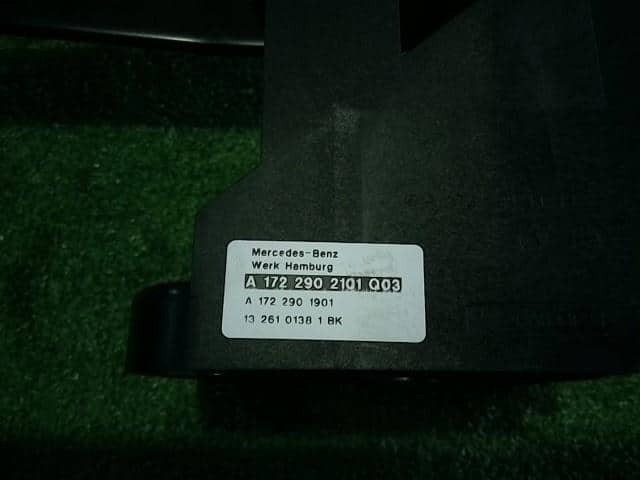 Mercedes-Benz
Werk Hamburg
A 172 290 2101 Q03
A 172 290 1901
13 261 0138 1 BK